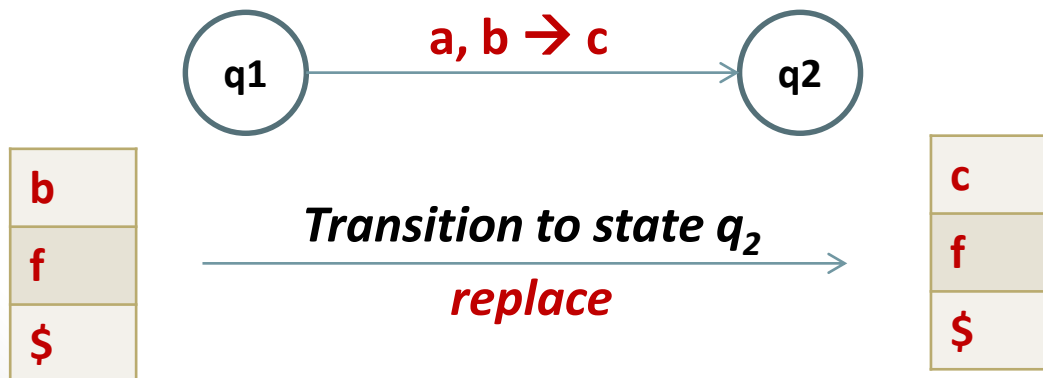 a, b → c
q1
q2
b
f
$
Transition to state q2
replace
c
f
$